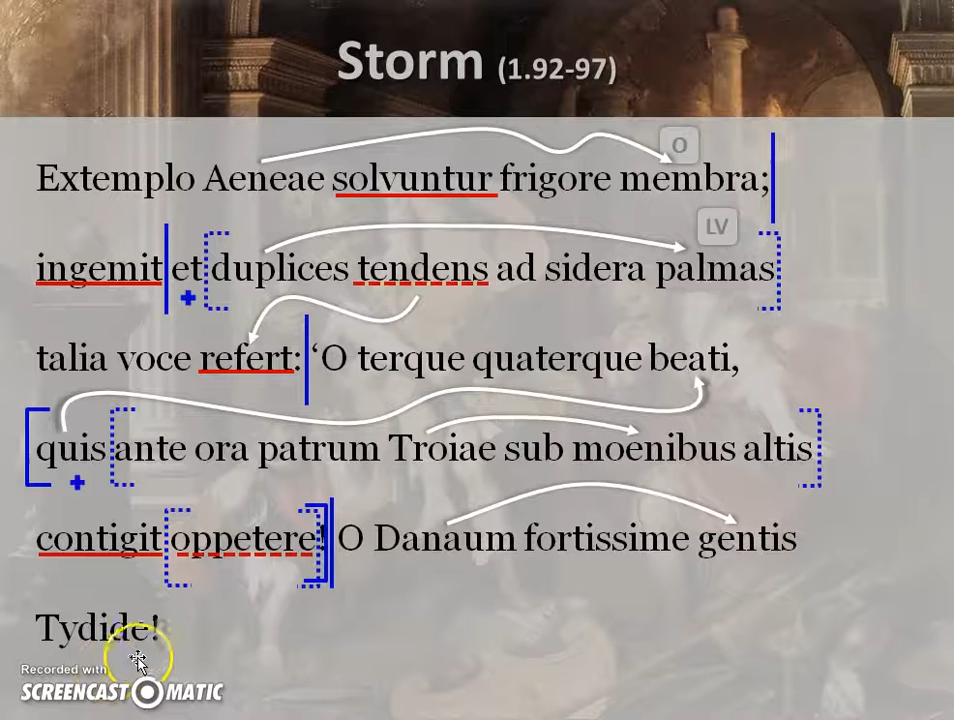 Storm (1.92-97)
O
Extemplo Aeneae solvuntur frigore membra;
LV
ingemit et duplices tendens ad sidera palmas
talia voce refert: ‘O terque quaterque beati,
quis ante ora patrum Troiae sub moenibus altis
contigit oppetere! O Danaum fortissime gentis
Tydide!
Recorded with
SCREENCAST-O-MATIC